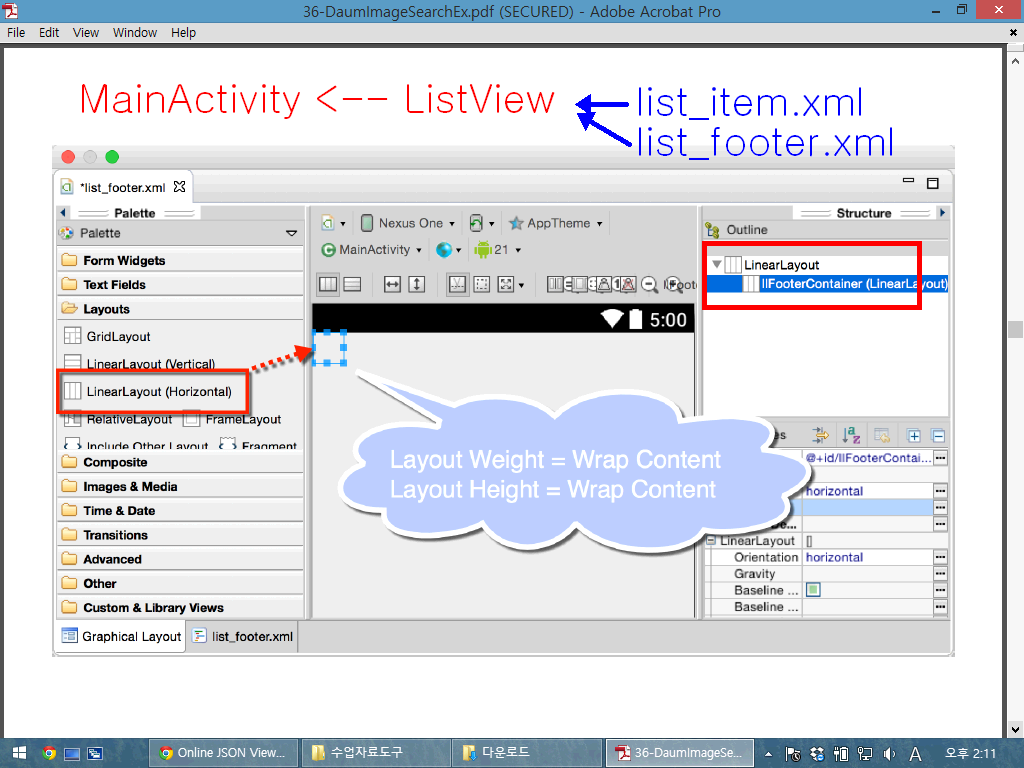 36-DaumImageSearchEx.pdf (SECURED) - Adobe Acrobat Pro
File Edit View Window Help
MainActivity <-- ListView
list_item.xml
list_footer.xml
*list_footer.xml
Palette
Palette
Form Widgets
Text Fields
Layouts
GridLayout
LinearLayout (Vertical)
LinearLayout (Horizontal)
RelativeLayout FrameLayout
Include Other Layout Fragment
Composite
Images & Media
Time & Date
Transitions
Advanced
Other
Custom & Library Views
Graphical Layout list_footer.xml
Nexus One AppTheme
MainActivity 21
5:00
Layout Weight = Wrap Content
Layout Height = Wrap Content
Structure
Outline
LinearLayout
llFooterContainer (LinearLayout)
@+id/llFooterContai...
horizontal
LinearLayout []
Orientation horizontal
Gravity
Baseline ...
Baseline ...
Online JSON View... 수업자료도구 다운로드 36-DaumImageSe... A 오후 2:11